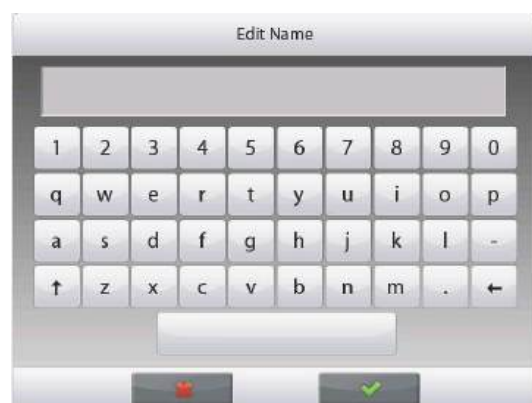 Edit Name
1 2 3 4 5 6 7 8 9 0
q w e r t y u i o p
a s d f g h j k l -
↑ z x c v b n m . ←